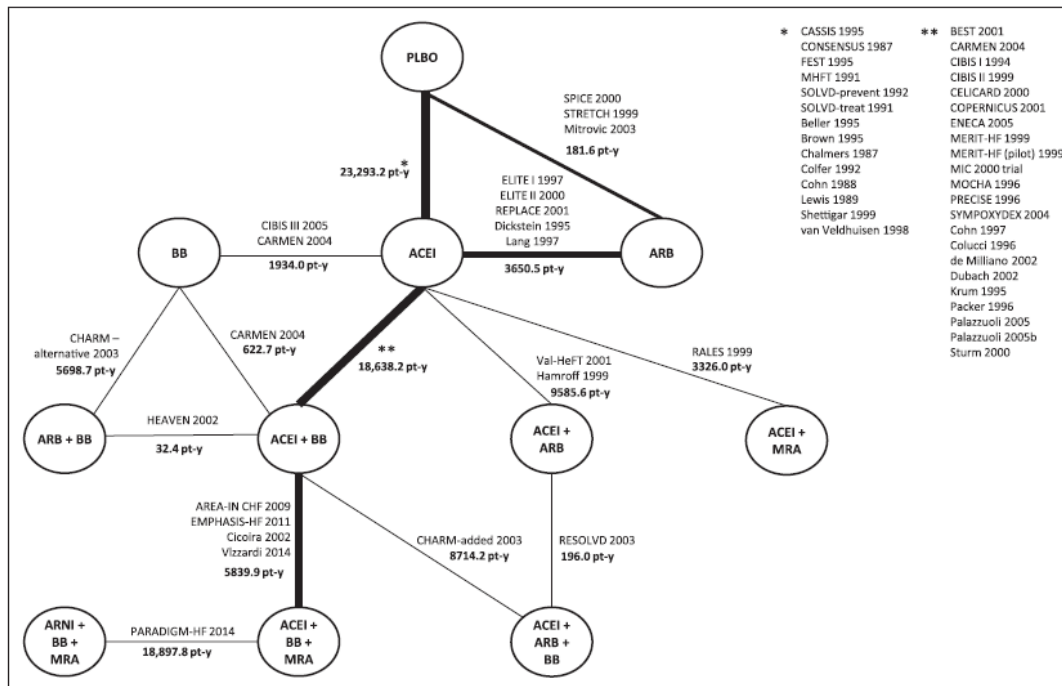 PLBO
SPICE 2000
STRETCH 1999
Mitrovic 2003
181.6 pt-y
*
23,293.2 pt-y
ELITE I 1997
ELITE II 2000
REPLACE 2001
Dickstein 1995
Lang 1997
3650.5 pt-y
CIBIS III 2005
CARMEN 2004
1934.0 pt-y
BB
ACEI
ARB
CHARM –
alternative 2003
5698.7 pt-y
CARMEN 2004
622.7 pt-y
**
18,638.2 pt-y
Val-HeFT 2001
Hamroff 1999
9585.6 pt-y
RALES 1999
3326.0 pt-y
ARB + BB
HEAVEN 2002
32.4 pt-y
ACEI + BB
ACEI +
ARB
ACEI +
MRA
AREA-IN CHF 2009
EMPHASIS-HF 2011
Cicoira 2002
Vizzardi 2014
5839.9 pt-y
CHARM-added 2003
8714.2 pt-y
RESOLVD 2003
196.0 pt-y
ARNI +
BB +
MRA
PARADIGM-HF 2014
18,897.8 pt-y
ACEI +
BB +
MRA
ACEI +
ARB +
BB
* CASSIS 1995
CONSENSUS 1987
FEST 1995
MHFT 1991
SOLVD-prevent 1992
SOLVD-treat 1991
Beller 1995
Brown 1995
Chalmers 1987
Colfer 1992
Cohn 1988
Lewis 1989
Shettigar 1999
van Veldhuisen 1998
** BEST 2001
CARMEN 2004
CIBIS I 1994
CIBIS II 1999
CELICARD 2000
COPERNICUS 2001
ENECA 2005
MERIT-HF 1999
MERIT-HF (pilot) 1999
MIC 2000 trial
MOCHA 1996
PRECISE 1996
SYMPOXYDEX 2004
Cohn 1997
Colucci 1996
de Milliano 2002
Dubach 2002
Krum 1995
Packer 1996
Palazzuoli 2005
Palazzuoli 2005b
Sturm 2000